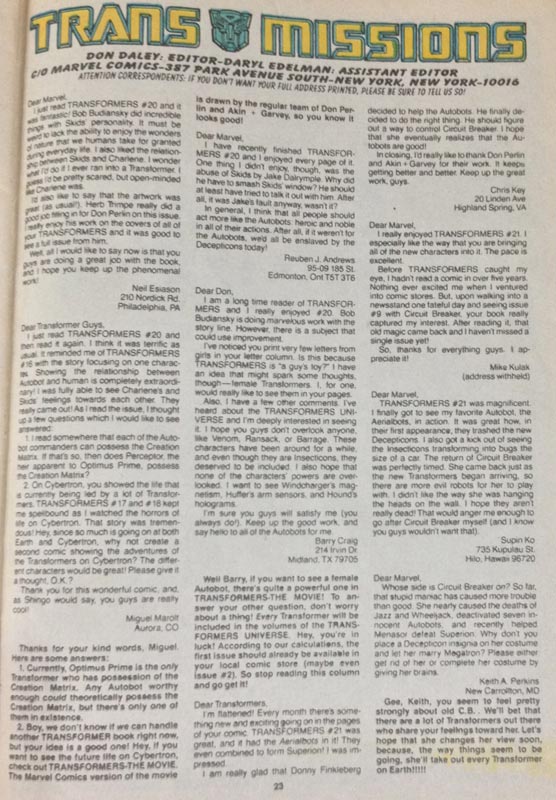 TRANS MISSIONS
DON DALEY: EDITOR-DARYL EDELMAN: ASSISTANT EDITOR
C/O MARVEL COMICS-387 PARK AVENUE SOUTH-NEW YORK, NEW YORK-10016
ATTENTION CORRESPONDENTS: IF YOU DON'T WANT YOUR FULL ADDRESS PRINTED, PLEASE BE SURE TO TELL US SO!
Dear Marvel,
I just read TRANSFORMERS #20 and it
was fantastic! Bob Budiansky did incredible
things with Skids' personality. It must be
to lack the ability to enjoy the wonders
of nature that we humans take for granted
during everyday life. I also liked the relation-
ship between Skids and Charlene. I wonder
what I'd do if I ever ran into a Transformer. I
guess I'd be pretty scared, but open-minded
like Charlene was.
I'd also like to say that the artwork was
great (as usual!). Herb Trimpe really did a
good job filling in for Don Perlin on this issue.
I really enjoy his work on the covers of all of
your TRANSFORMERS and it was good to
see a full issue from him.
Well, all I would like to say now is that you
guys are doing a great job with the book,
and I hope you keep up the phenomenal
work!
Neil Esiason
210 Nordick Rd.
Philadelphia, PA
Dear Transformer Guys,
I just read TRANSFORMERS #20 and
then read it again. I think it was terrific as
usual. It reminded me of TRANSFORMERS
#16 with the story focusing on one charac-
ter. Showing the relationship between
Autobot and human is completely extraordi-
nary! I was fully able to see Charlene's and
Skids' feelings towards each other. They
really came out! As I read the issue, I thought
up a few questions which I would like to see
answered:
1. I read somewhere that each of the Auto-
bot commanders can possess the Creation
Matrix. If that's so, then does Perceptor, the
heir apparent to Optimus Prime, possess
the Creation Matrix?
2. On Cybertron, you showed the life that
is currently being led by a lot of Transfor-
mers. TRANSFORMERS #17 and #18 kept
me spellbound as I watched the horrors of
life on Cybertron. That story was tremen-
dous! Hey, since so much is going on at both
Earth and Cybertron, why not create a
second comic showing the adventures of
the Transformers on Cybertron? The differ-
ent characters would be great! Please give it
a thought, O.K.?
Thank you for this wonderful comic, and,
as Shingo would say, you guys are really
cool!
Miguel Marolt
Aurora, CO
Thanks for your kind words, Miguel.
Here are some answers:
1. Currently, Optimus Prime is the only
Transformer who has possession of the
Creation Matrix. Any Autobot worthy
enough could theoretically possess the
Creation Matrix, but there's only one of
them in existence.
2. Boy, we don't know if we can handle
another TRANSFORMER book right now,
but your idea is a good one! Hey, if you
want to see the future life on Cybertron,
check out TRANSFORMERS-THE MOVIE.
The Marvel Comics version of the movie
is drawn by the regular team of Don Per-
lin and Akin + Garvey, so you know it
looks good!
Dear Marvel,
I have recently finished TRANSFOR-
MERS #20 and I enjoyed every page of it.
One thing I didn't enjoy, though, was the
abuse of Skids by Jake Dalrymple. Why did
he have to smash Skids' window? He should
at least have tried to talk it out with him. After
all, it was Jake's fault anyway, wasn't it?
In general, I think that all people should
act more like the Autobots: heroic and noble
in all of their actions. After all, if it weren't for
the Autobots, we'd all be enslaved by the
Decepticons today!
Reuben J. Andrews
95-09 185 St.
Edmonton, Ont T5T 3T6
Dear Don,
I am a long time reader of TRANSFOR-
MERS and I really enjoyed #20. Bob
Budiansky is doing marvelous work with the
story line. However, there is a subject that
could use improvement.
I've noticed you print very few letters from
girls in your letter column. Is this because
TRANSFORMERS is "a guy's toy?" I have
an idea that might spawn some thoughts,
though—female Transformers. I, for one,
would really like to see them in your pages.
Also, I have a few other comments. I've
heard about the TRANSFORMERS UNI-
VERSE and I'm deeply interested in seeing
it. I hope you guys don't overlook anyone,
like Venom, Ransack, or Barrage. These
characters have been around for a while,
and even though they are Insecticons, they
deserved to be included. I also hope that
none of the characters' powers are over-
looked. I want to see Windcharger's mag-
netism, Huffer's arm sensors, and Hound's
holograms.
I'm sure you guys will satisfy me (you
always do!). Keep up the good work, and
say hello to all of the Autobots for me.
Barry Craig
214 Irvin Dr.
Midland, TX 79705
Well Barry, if you want to see a female
Autobot, there's quite a powerful one in
TRANSFORMERS-THE MOVIE! To an-
swer your other question, don't worry
about a thing! Every Transformer will be
included in the volumes of the TRANS-
FORMERS UNIVERSE. Hey, you're in
luck! According to our calculations, the
first issue should already be available in
your local comic store (maybe even
issue #2). So stop reading this column
and go get it!
Dear Transformers,
I'm flattened! Every month there's some-
thing new and exciting going on in the pages
of your comic. TRANSFORMERS #21 was
great, and it had the Aerialbots in it! They
even combined to form Superion! I was im-
pressed.
I am really glad that Donny Finkleberg
decided to help the Autobots. He finally de-
cided to do the right thing. He should figure
out a way to control Circuit Breaker. I hope
that she eventually realizes that the Au-
tobots are good!
In closing, I'd really like to thank Don Perlin
and Akin + Garvey for their work. It keeps
getting better and better. Keep up the great
work, guys.
Chris Key
20 Linden Ave
Highland Spring, VA
Dear Marvel,
I really enjoyed TRANSFORMERS #21. I
especially like the way that you are bringing
all of the new characters into it. The pace is
excellent.
Before TRANSFORMERS caught my
eye, I hadn't read a comic in over five years.
Nothing ever excited me when I ventured
into comic stores. But, upon walking into a
newsstand one fateful day and seeing issue
#9 with Circuit Breaker, your book really
captured my interest. After reading it, that
old magic came back and I haven't missed a
single issue yet!
So, thanks for everything guys. I ap-
preciate it!
Mike Kulak
(address withheld)
Dear Marvel,
TRANSFORMERS #21 was magnificent.
I finally got to see my favorite Autobot, the
Aerialbots, in action. It was great how, in
their first appearance, they trashed the new
Decepticons. I also got a kick out of seeing
the Insecticons transforming into bugs the
size of a car. The return of Circuit Breaker
was perfectly timed. She came back just as
the new Transformers began arriving, so
there are more evil robots for her to play
with. I didn't like the way she was hanging
the heads on the wall. I hope they aren't
really dead! That would anger me enough to
go after Circuit Breaker myself (and I know
you guys wouldn't want that).
Supin Ko
735 Kupulau St.
Hilo, Hawaii 96720
Dear Marvel,
Whose side is Circuit Breaker on? So far,
that stupid maniac has caused more trouble
than good. She nearly caused the deaths of
Jazz and Wheeljack, deactivated seven in-
nocent Autobots, and recently helped
Menasor defeat Superion. Why don't you
place a Decepticon insignia on her costume
and let her marry Megatron? Please either
get rid of her or complete her costume by
giving her brains.
Keith A. Perkins
New Carrollton, MD
Gee, Keith, you seem to feel pretty
strongly about old C.B. . We'll bet that
there are a lot of Transformers out there
who share your feelings toward her. Let's
hope that she changes her view soon,
because, the way things seem to be
going, she'll take out every Transformer
on Earth!!!!!
23